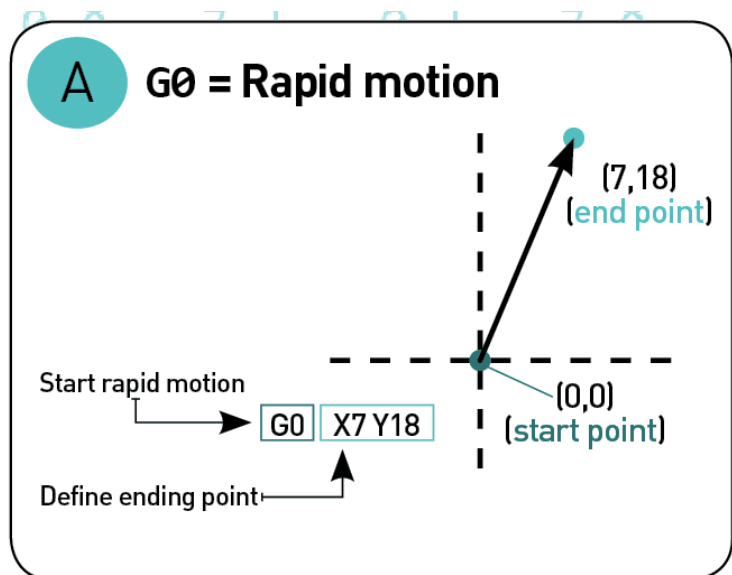 A
G0 = Rapid motion
(7,18)
(end point)
Start rapid motion
(0,0)
G0 X7 Y18
(start point)
Define ending point